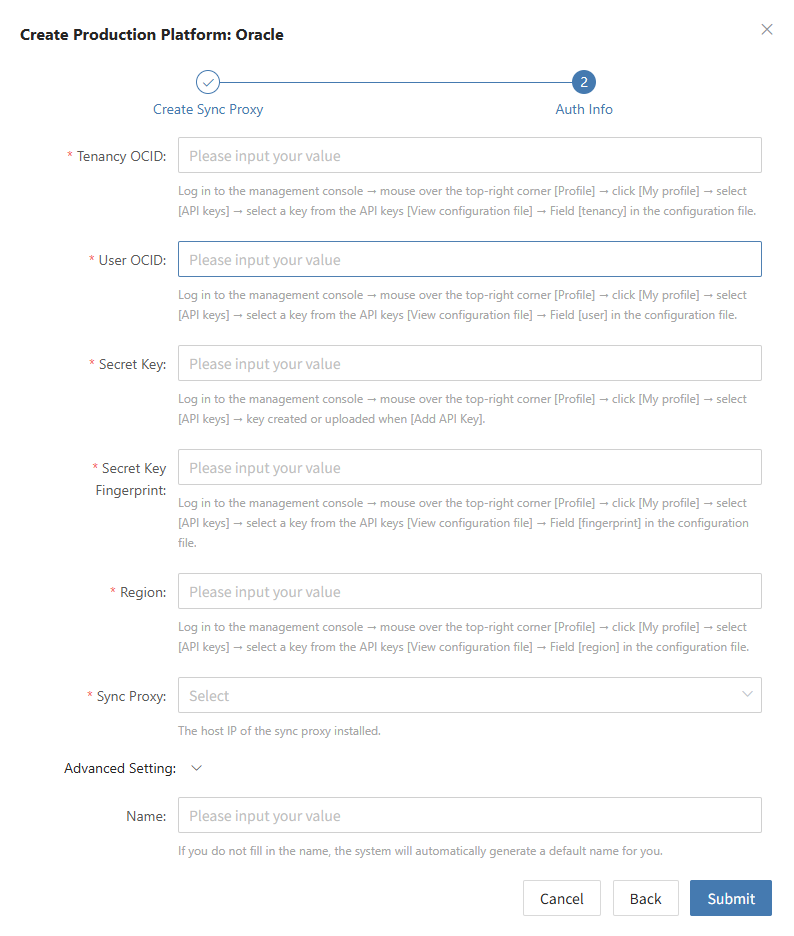 Create Production Platform: Oracle
2
Create Sync Proxy
Auth Info
* Tenancy OCID:
Please input your value
Log in to the management console → mouse over the top-right corner [Profile] → click [My profile] → select
[API keys] → select a key from the API keys [View configuration file] → Field [tenancy] in the configuration file.
* User OCID:
Please input your value
Log in to the management console → mouse over the top-right corner [Profile] → click [My profile] → select
[API keys] → select a key from the API keys [View configuration file] → Field [user] in the configuration file.
* Secret Key:
Please input your value
Log in to the management console → mouse over the top-right corner [Profile] → click [My profile] → select
[API keys] → key created or uploaded when [Add API Key].
* Secret Key
Fingerprint:
Please input your value
Log in to the management console → mouse over the top-right corner [Profile] → click [My profile] → select
[API keys] → select a key from the API keys [View configuration file] → Field [fingerprint] in the configuration
file.
* Region:
Please input your value
Log in to the management console → mouse over the top-right corner [Profile] → click [My profile] → select
[API keys] → select a key from the API keys [View configuration file] → Field [region] in the configuration file.
* Sync Proxy:
Select
The host IP of the sync proxy installed.
Advanced Setting:
Name:
Please input your value
If you do not fill in the name, the system will automatically generate a default name for you.
Cancel
Back
Submit